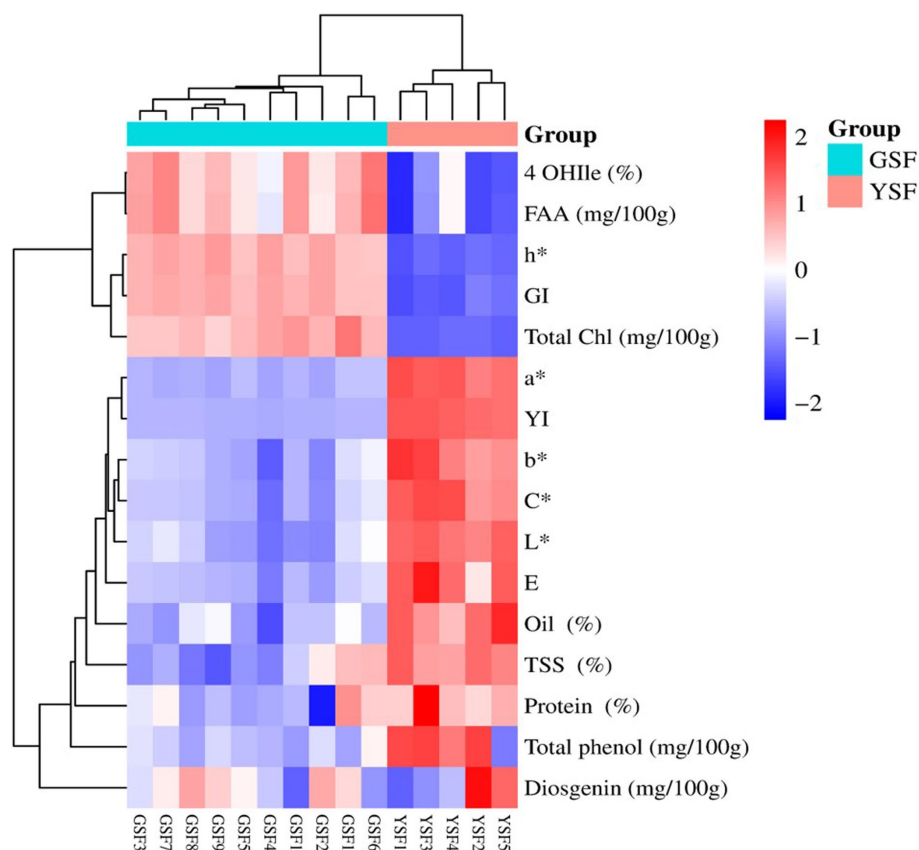 Group
4 OHIle (%)
FAA (mg/100g)
h*
GI
Total Chl (mg/100g)
a*
YI
b*
C*
L*
E
Oil (%)
TSS (%)
Protein (%)
Total phenol (mg/100g)
Diosgenin (mg/100g)
2
1
0
−1
−2
Group
GSF
YSF
GSF3
GSF7
GSF8
GSF9
GSF5
GSF4
GSF1
GSF2
GSF1
GSF6
YSF1
YSF3
YSF4
YSF2
YSF5